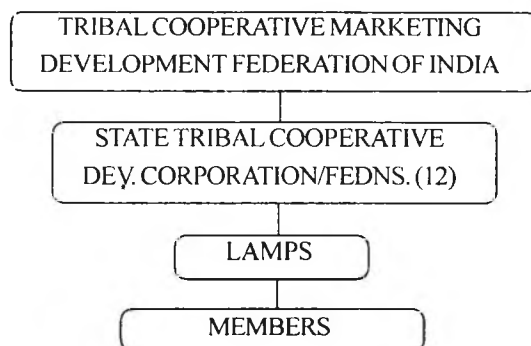 TRIBAL COOPERATIVE MARKETING
DEVELOPMENT FEDERATION OF INDIA
STATE TRIBAL COOPERATIVE
DEV. CORPORATION/FEDNS. (12)
LAMPS
MEMBERS